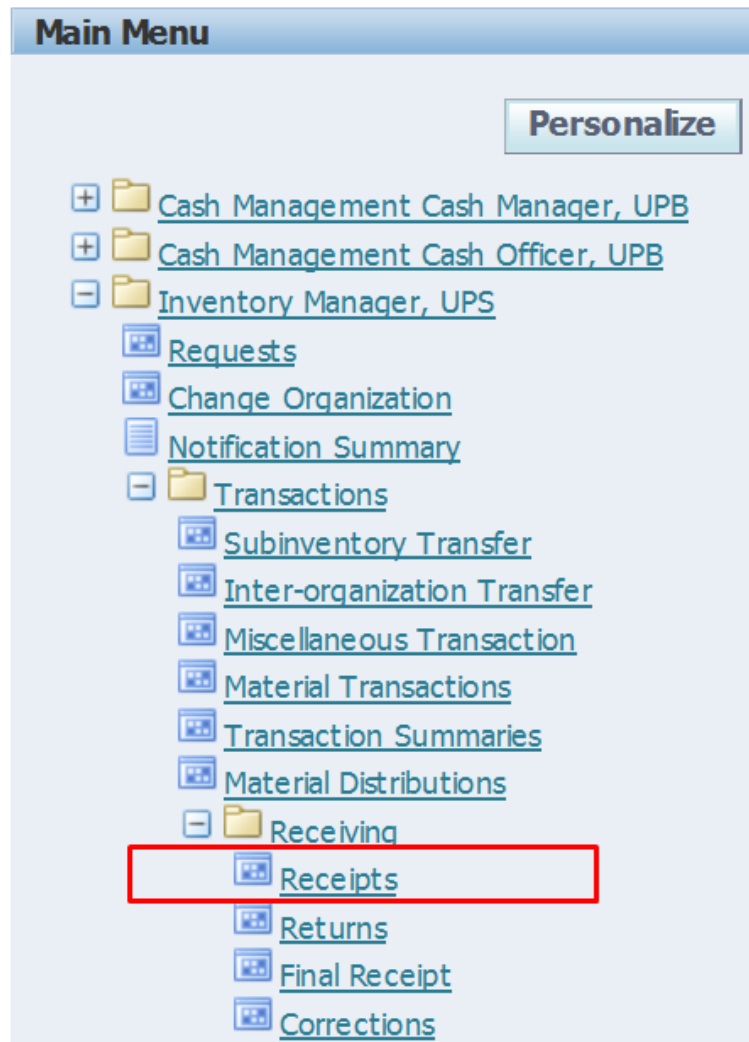 Main Menu
Personalize
Cash Management Cash Manager, UPB
Cash Management Cash Officer, UPB
Inventory Manager, UPS
Requests
Change Organization
Notification Summary
Transactions
Subinventory Transfer
Inter-organization Transfer
Miscellaneous Transaction
Material Transactions
Transaction Summaries
Material Distributions
Receiving
Receipts
Returns
Final Receipt
Corrections